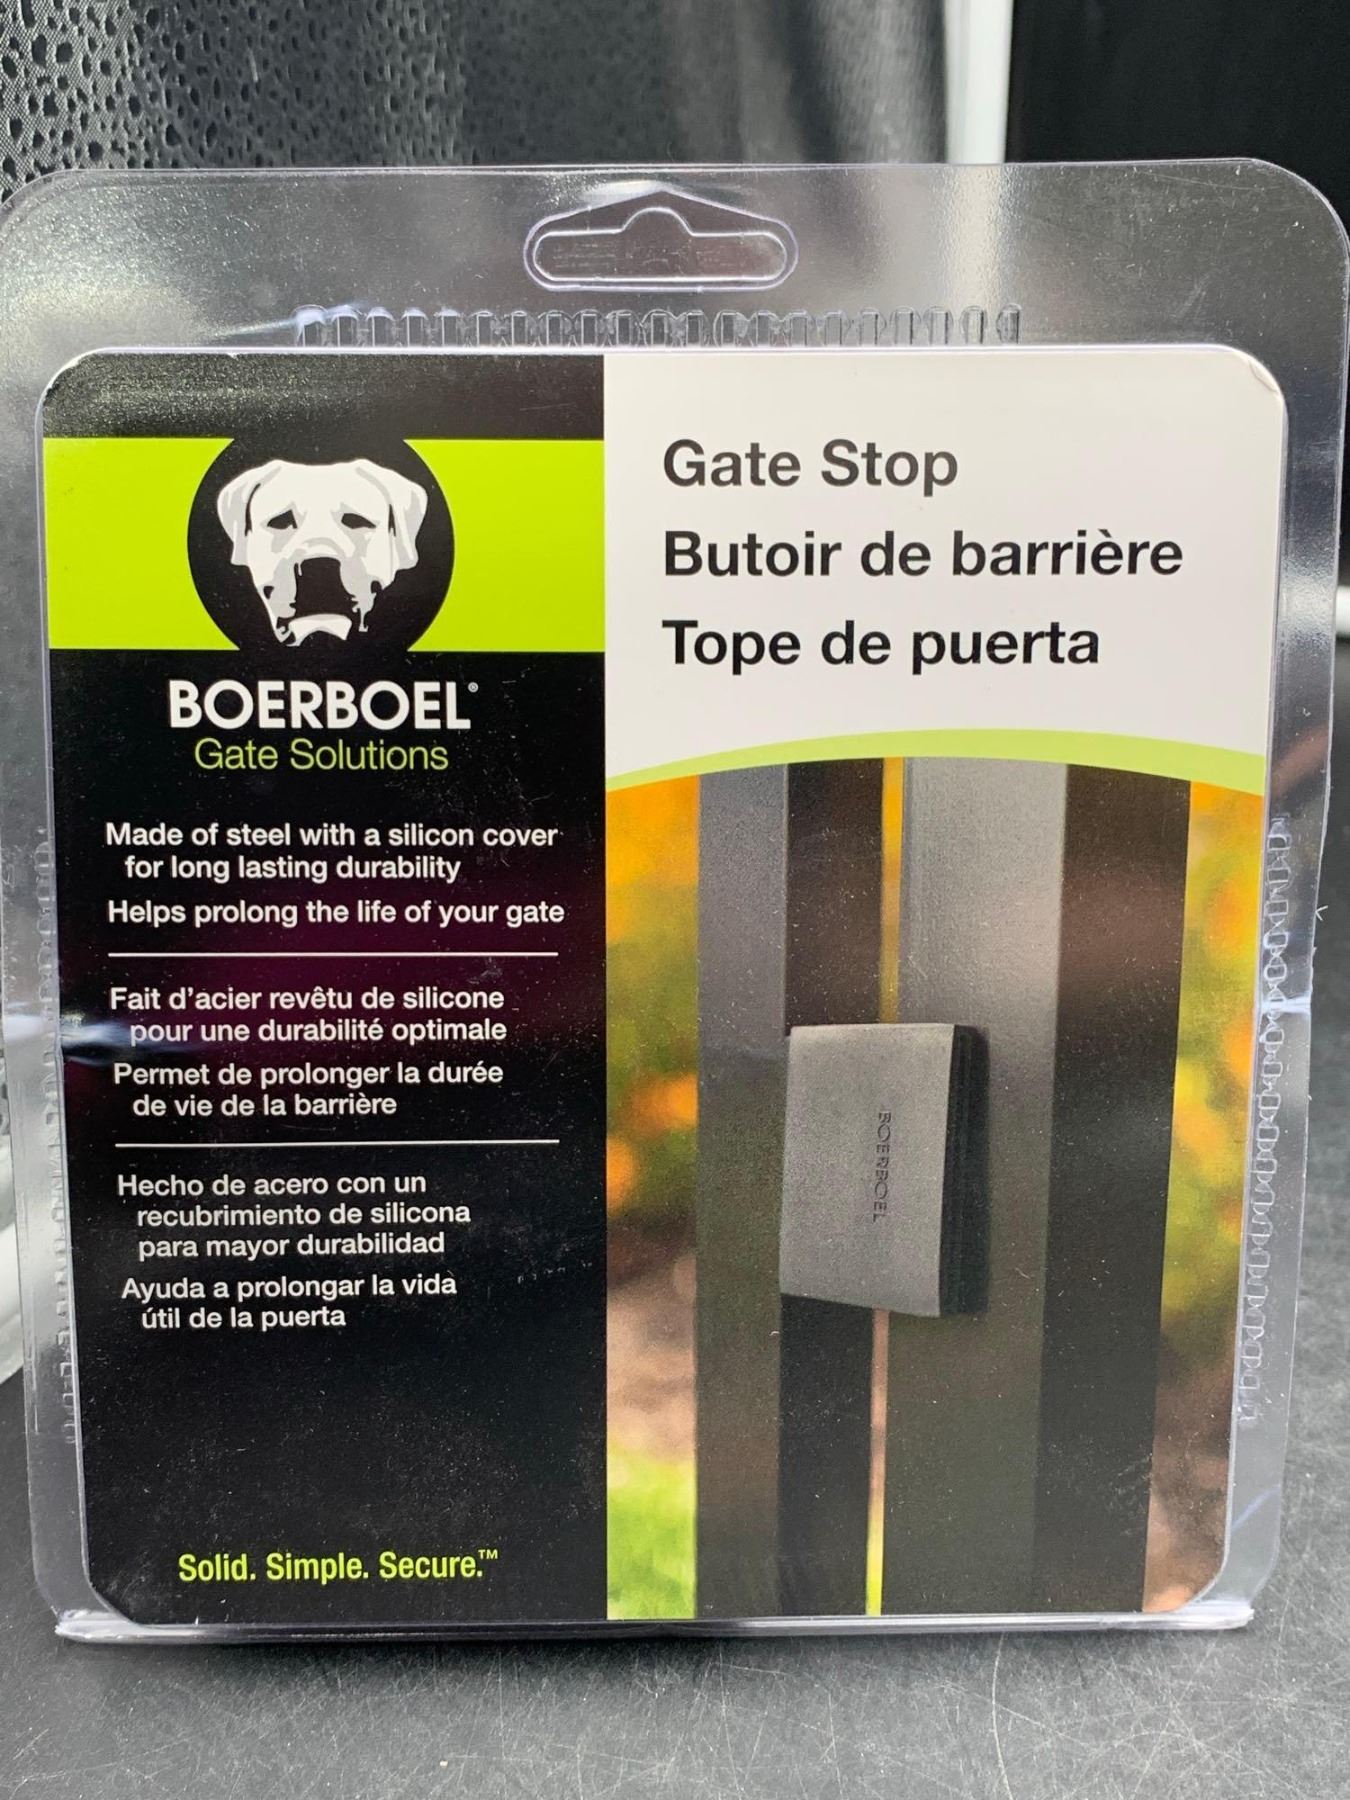 BOERBOEL®
Gate Solutions
Made of steel with a silicon cover
for long lasting durability
Helps prolong the life of your gate
Fait d'acier revêtu de silicone
pour une durabilité optimale
Permet de prolonger la durée
de vie de la barrière
Hecho de acero con un
recubrimiento de silicona
para mayor durabilidad
Ayuda a prolongar la vida
útil de la puerta
Solid. Simple. Secure.™
Gate Stop
Butoir de barrière
Tope de puerta
BOERBOEL